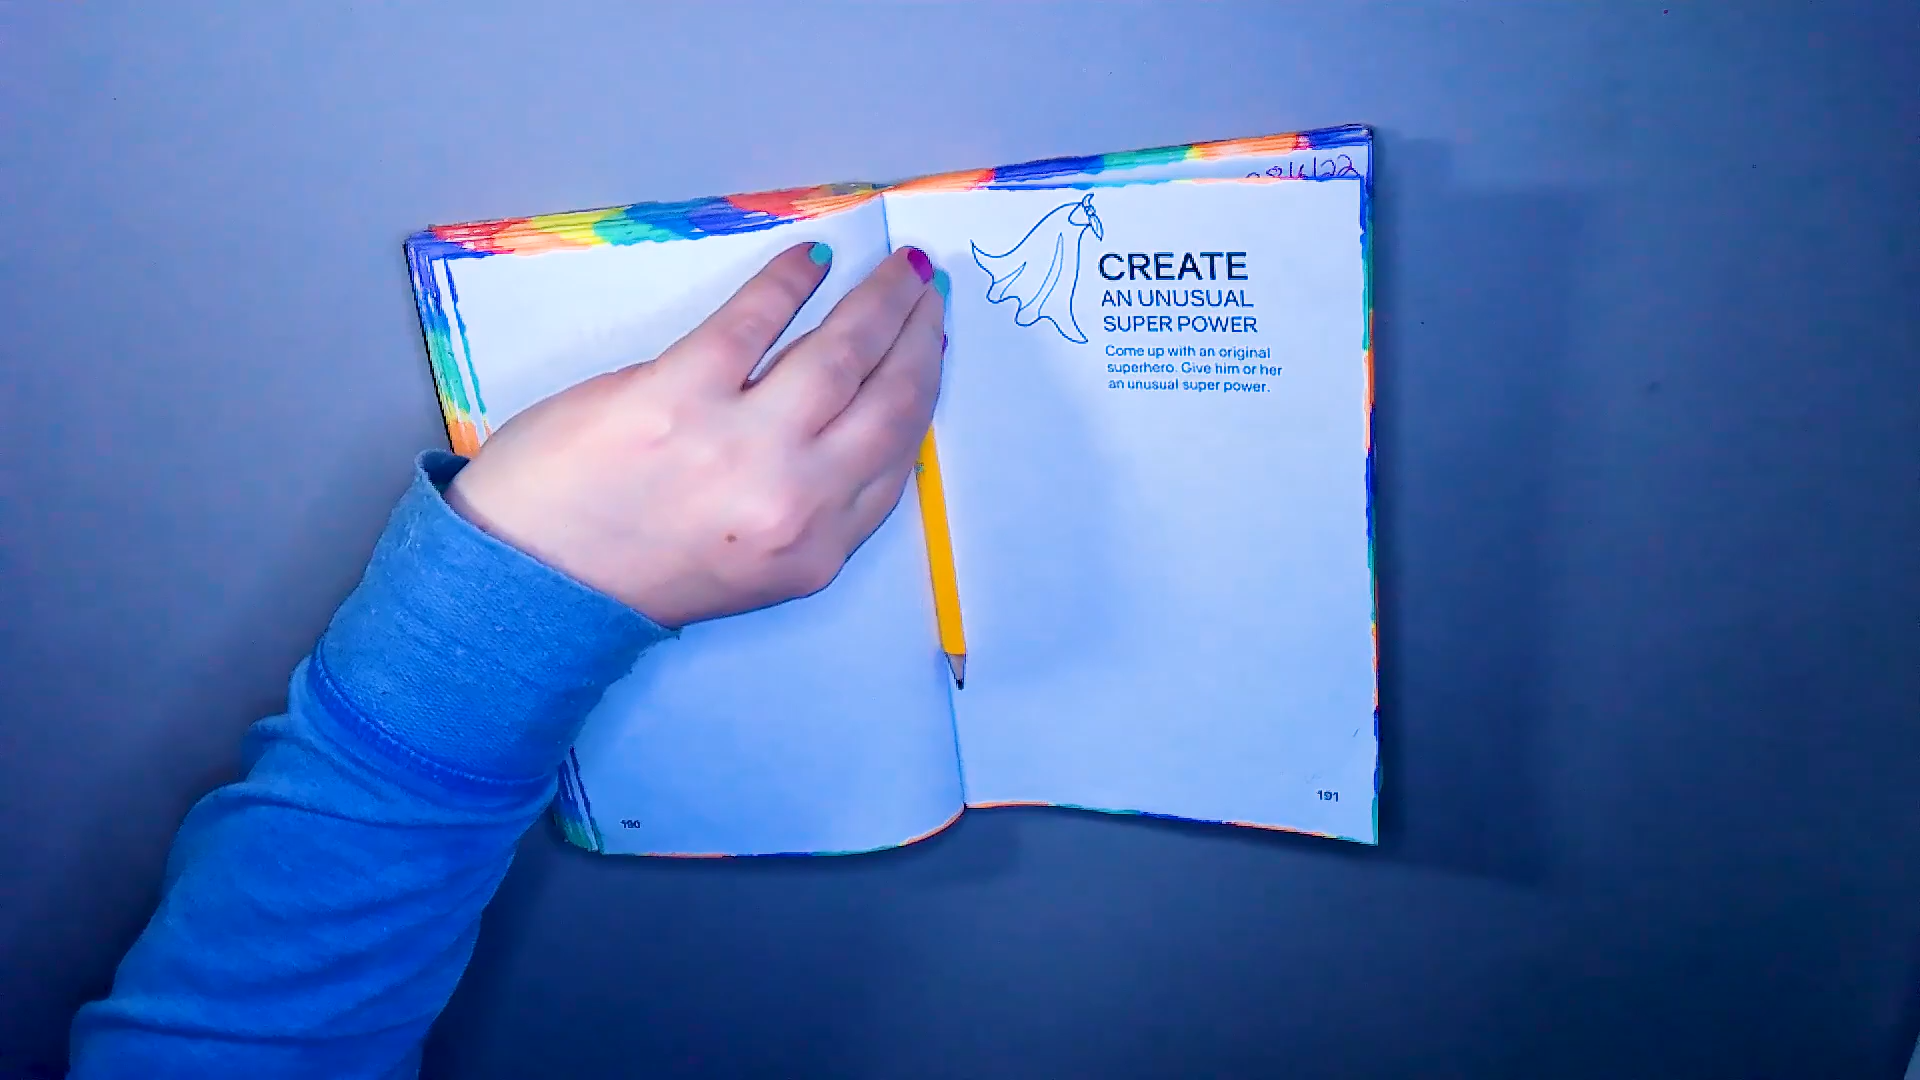 CREATE
AN UNUSUAL
SUPER POWER
Come up with an original
superhero. Give him or her
an unusual super power.
190
191